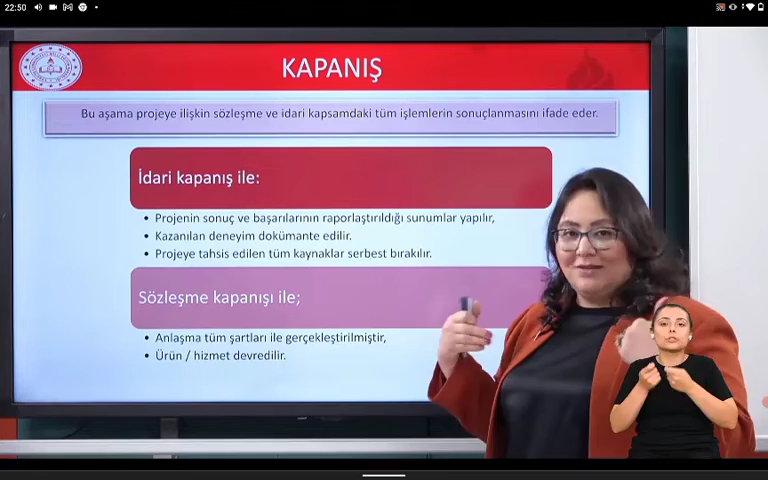 22:50
KAPANIŞ
Bu aşama projeye ilişkin sözleşme ve idari kapsamdaki tüm işlemlerin sonuçlanmasını ifade eder.
İdari kapanış ile:
• Projenin sonuç ve başarılarının raporlaştırıldığı sunumlar yapılır,
• Kazanılan deneyim dokümante edilir.
• Projeye tahsis edilen tüm kaynaklar serbest bırakılır.
Sözleşme kapanışı ile;
• Anlaşma tüm şartları ile gerçekleştirilmiştir,
• Ürün / hizmet devredilir.